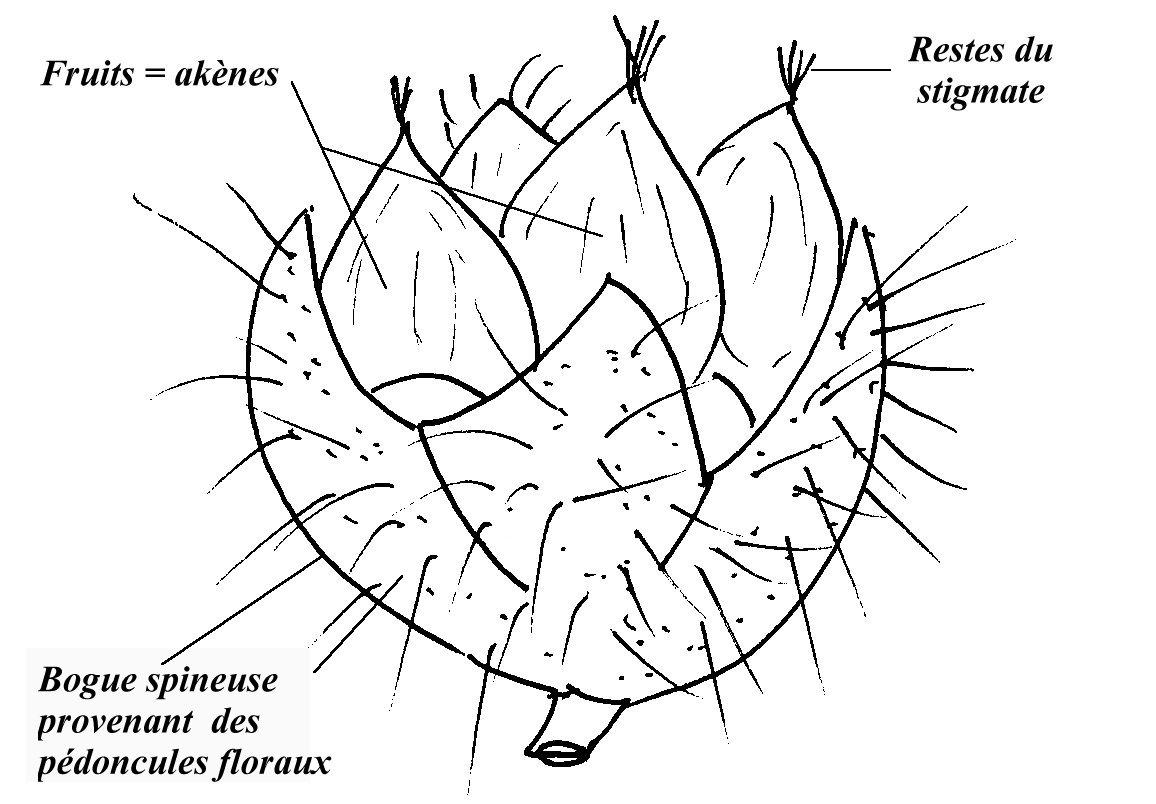 Fruits = akènes
Restes du
stigmate
Bogue spineuse
provenant des
pédoncules floraux